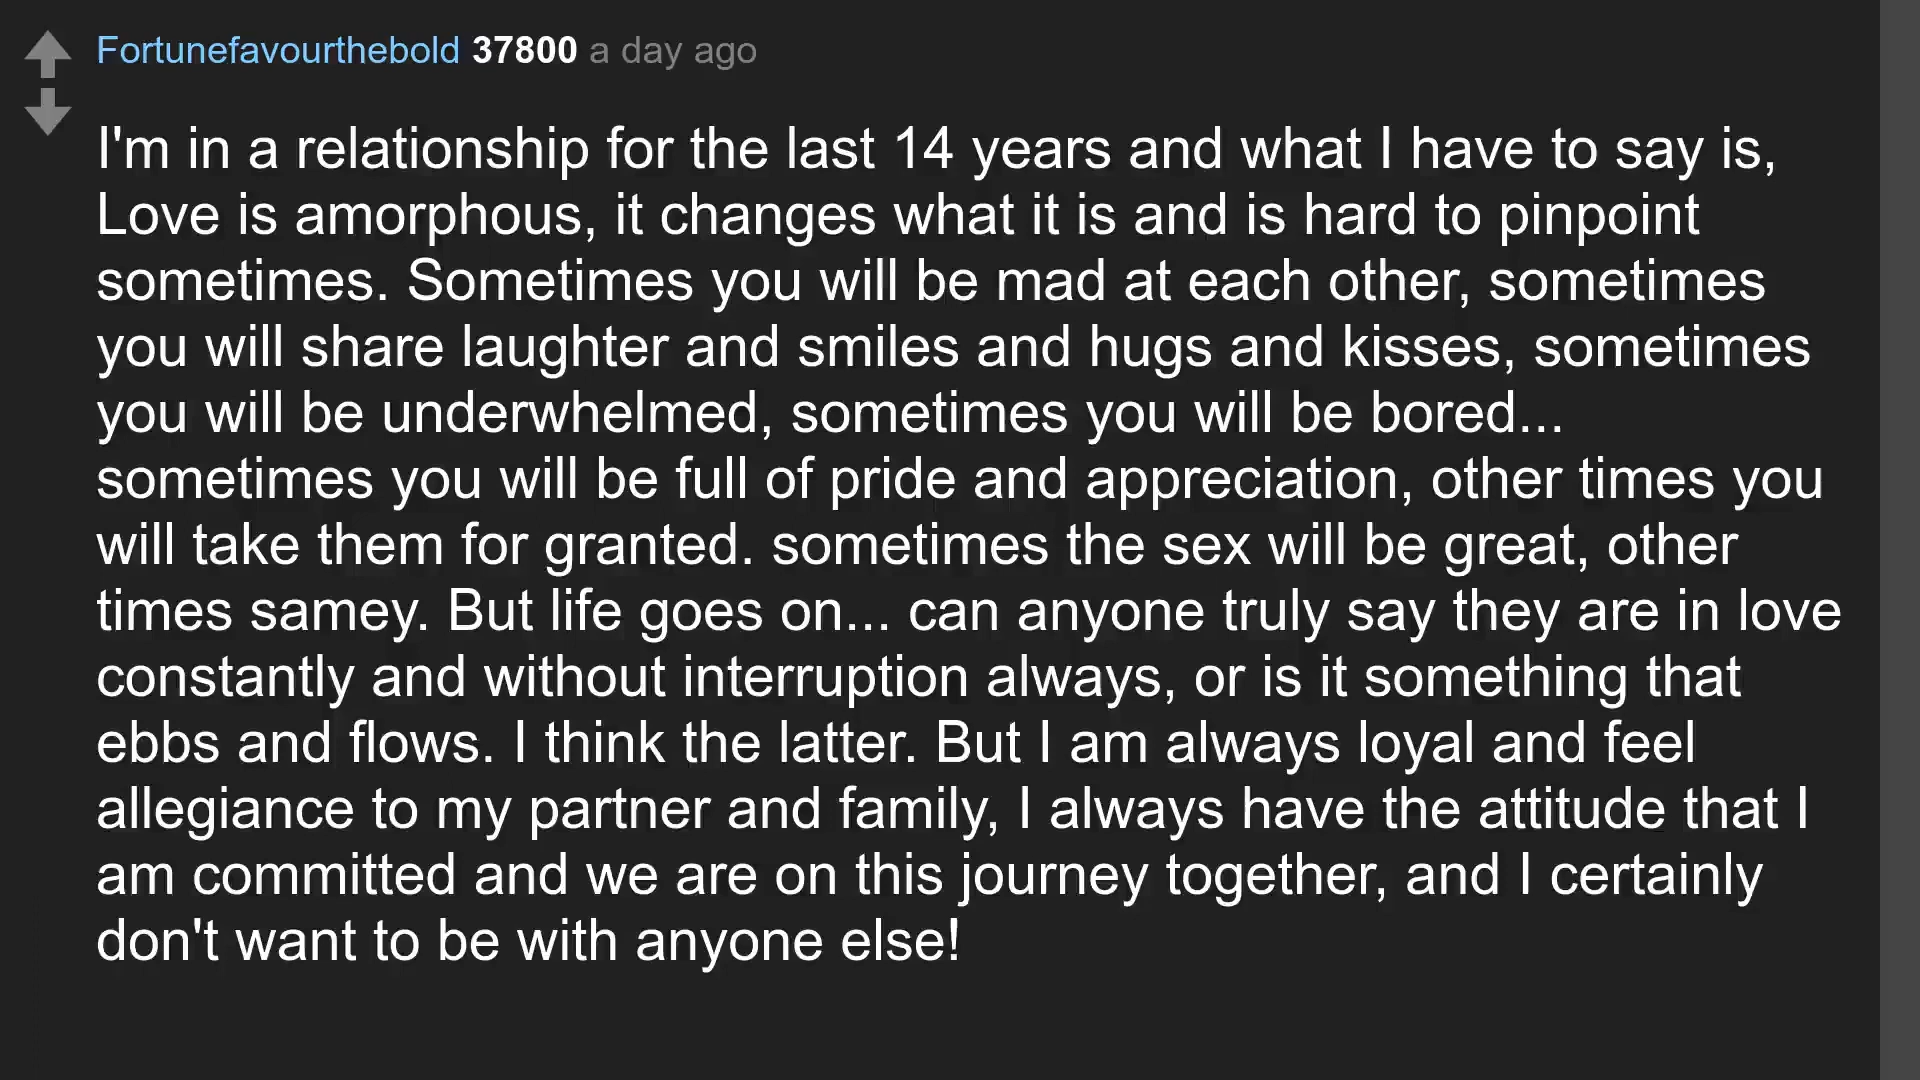 Fortunefavourthebold 37800 a day ago
I'm in a relationship for the last 14 years and what I have to say is,
Love is amorphous, it changes what it is and is hard to pinpoint
sometimes. Sometimes you will be mad at each other, sometimes
you will share laughter and smiles and hugs and kisses, sometimes
you will be underwhelmed, sometimes you will be bored...
sometimes you will be full of pride and appreciation, other times you
will take them for granted. sometimes the sex will be great, other
times samey. But life goes on... can anyone truly say they are in love
constantly and without interruption always, or is it something that
ebbs and flows. I think the latter. But I am always loyal and feel
allegiance to my partner and family, I always have the attitude that I
am committed and we are on this journey together, and I certainly
don't want to be with anyone else!